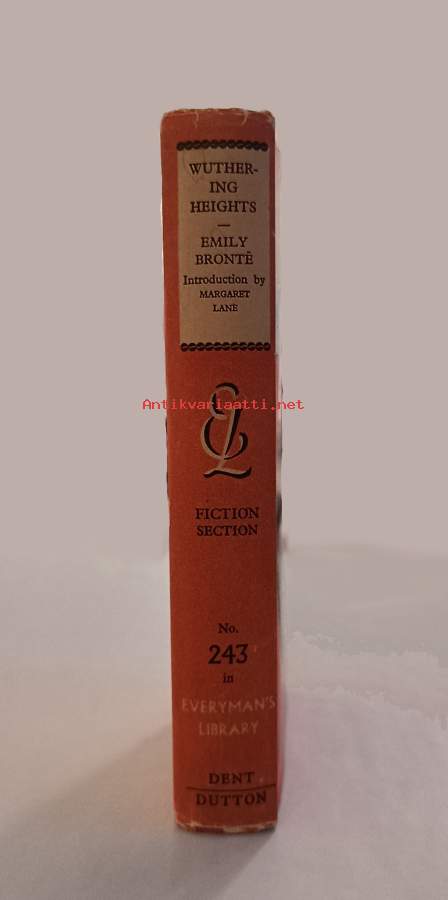 WUTHER-
ING
HEIGHTS
—
EMILY
BRONTË
Introduction by
MARGARET
LANE
Antikvariaatti.net
EL
FICTION
SECTION
No.
243
in
EVERYMAN'S
LIBRARY
DENT
DUTTON